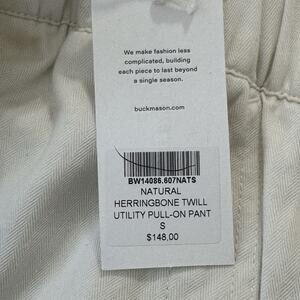 We make fashion less
complicated, building
each piece to last beyond
a single season.
buckmason.com
BW14086.607NATS
NATURAL
HERRINGBONE TWILL
UTILITY PULL-ON PANT
S
$148.00